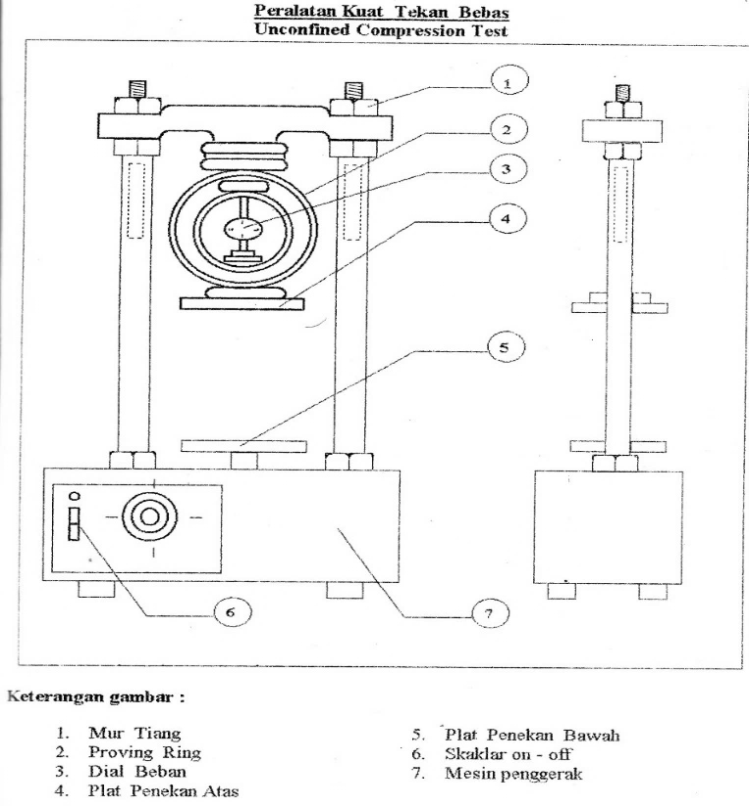 Peralatan Kuat Tekan Bebas
Unconfined Compression Test
1
2
3
4
5
6
7
Keterangan gambar :
1. Mur Tiang
2. Proving Ring
3. Dial Beban
4. Plat Penekan Atas
5. Plat Penekan Bawah
6. Skaklar on - off
7. Mesin penggerak